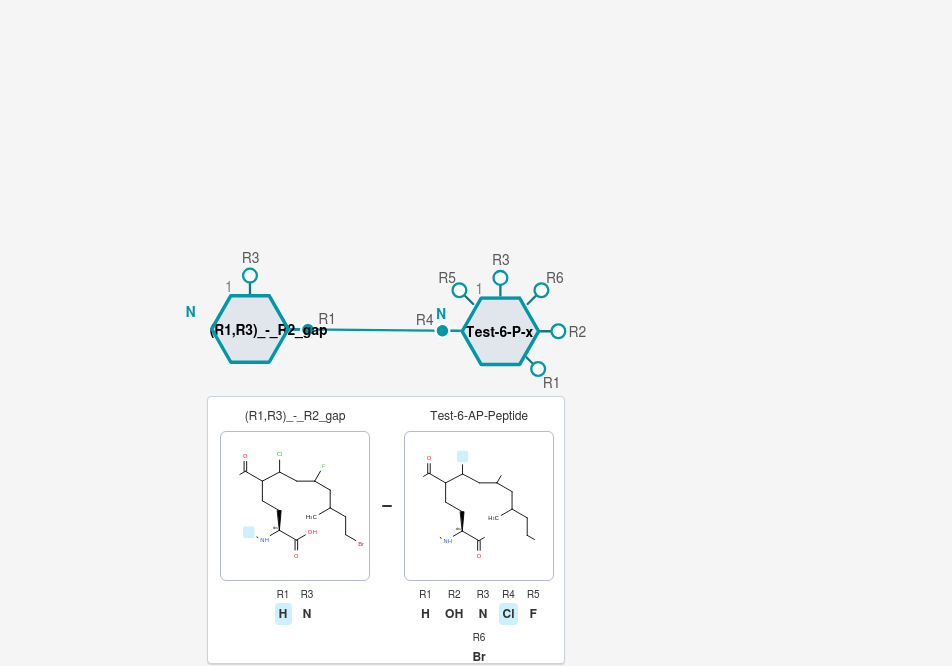 R3
R3
R5
R6
1
1
N
(R1,R3)_-_R2_gap
R1
R4
N
Test-6-P-x
R2
R1
(R1,R3)_-_R2_gap
Test-6-AP-Peptide
O
Cl
F
H₃C
NH
OH
O
Br
–
O
H₃C
NH
O
R1 R3
H N
R1 R2 R3 R4 R5
H OH N Cl F
R6
Br